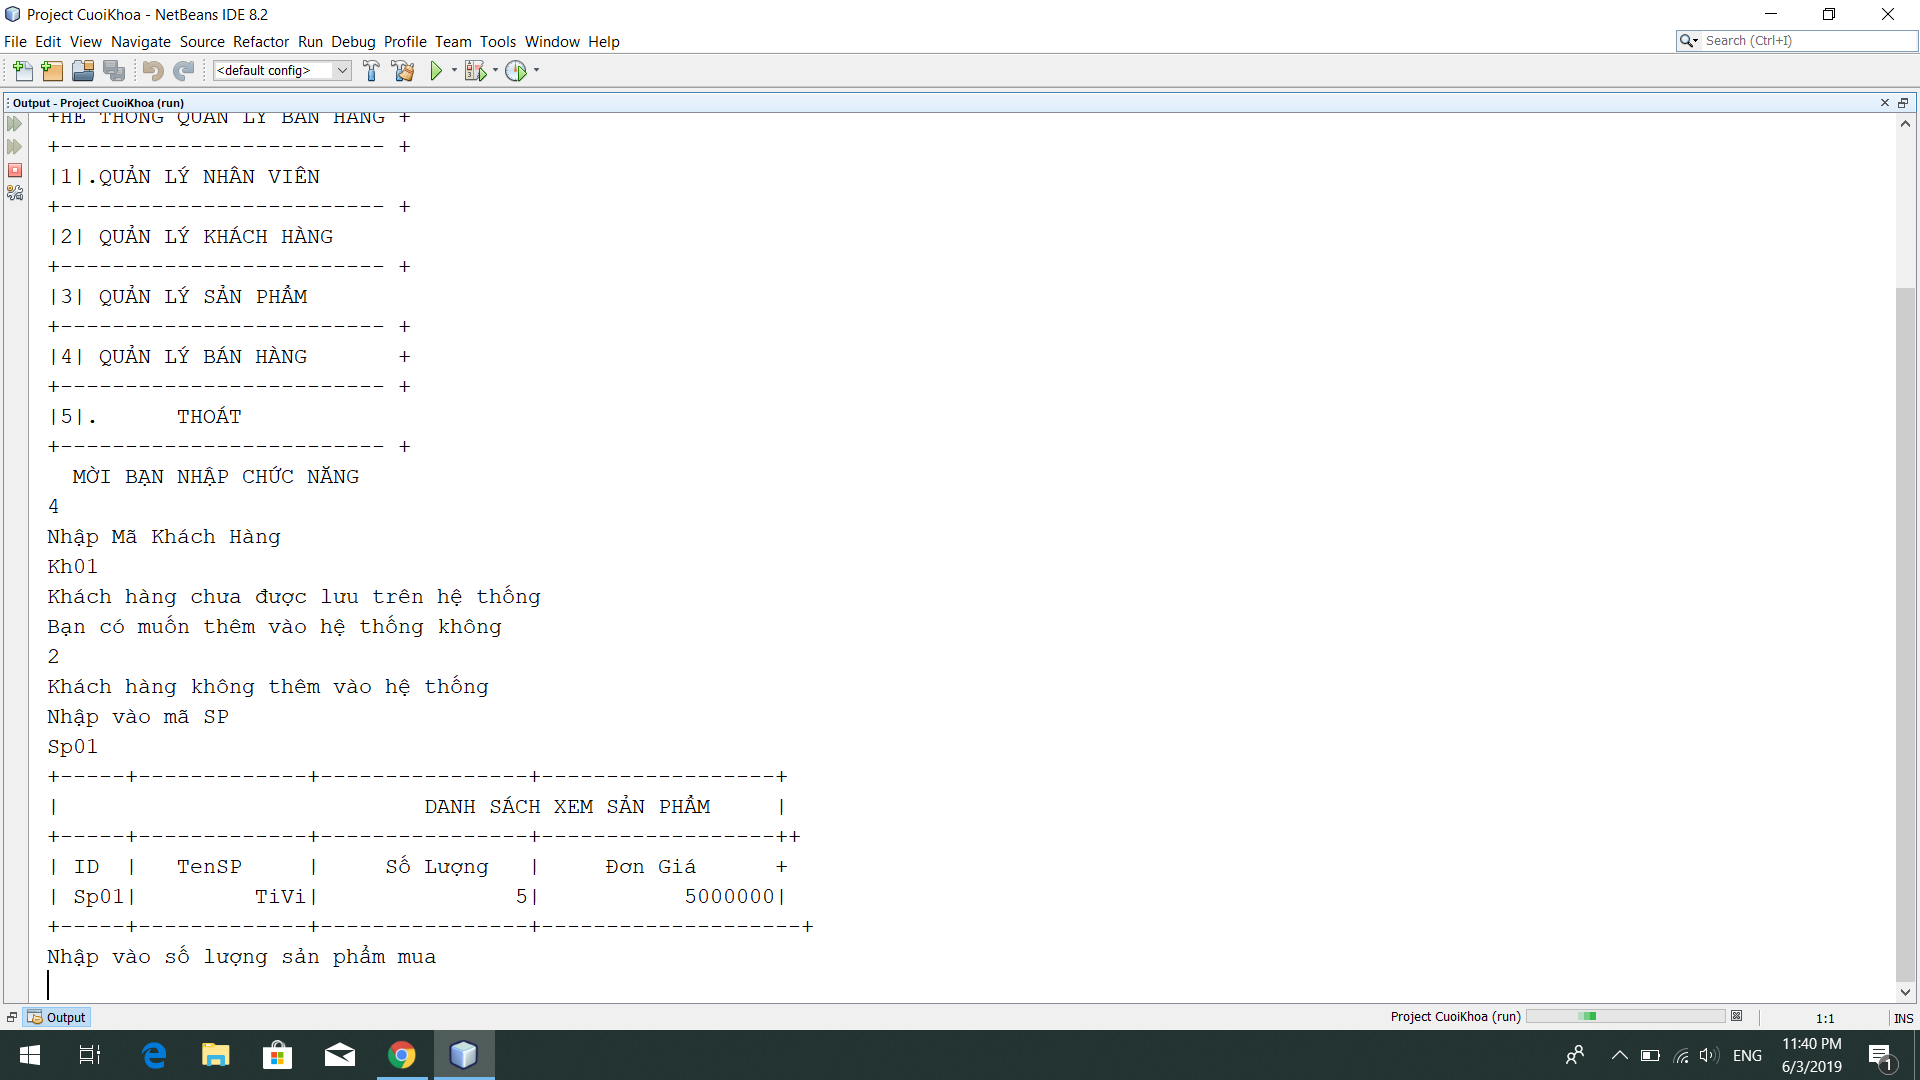 Project CuoiKhoa - NetBeans IDE 8.2
File Edit View Navigate Source Refactor Run Debug Profile Team Tools Window Help
Search (Ctrl+I)
<default config>
Output - Project CuoiKhoa (run)
+HỆ THỐNG QUẢN LÝ BÁN HÀNG +
+------------------------- +
|1|.QUẢN LÝ NHÂN VIÊN
+------------------------- +
|2| QUẢN LÝ KHÁCH HÀNG
+------------------------- +
|3| QUẢN LÝ SẢN PHẨM
+------------------------- +
|4| QUẢN LÝ BÁN HÀNG       +
+------------------------- +
|5|.      THOÁT
+------------------------- +
  MỜI BẠN NHẬP CHỨC NĂNG
4
Nhập Mã Khách Hàng
Kh01
Khách hàng chưa được lưu trên hệ thống
Bạn có muốn thêm vào hệ thống không
2
Khách hàng không thêm vào hệ thống
Nhập vào mã SP
Sp01
+-----+-------------+----------------+------------------+
|                            DANH SÁCH XEM SẢN PHẨM     |
+-----+-------------+----------------+------------------++
| ID  |   TenSP     |     Số Lượng   |     Đơn Giá      +
| Sp01|         TiVi|               5|           5000000|
+-----+-------------+----------------+--------------------+
Nhập vào số lượng sản phẩm mua
Output
Project CuoiKhoa (run)
1:1
INS
ENG
11:40 PM
6/3/2019
1